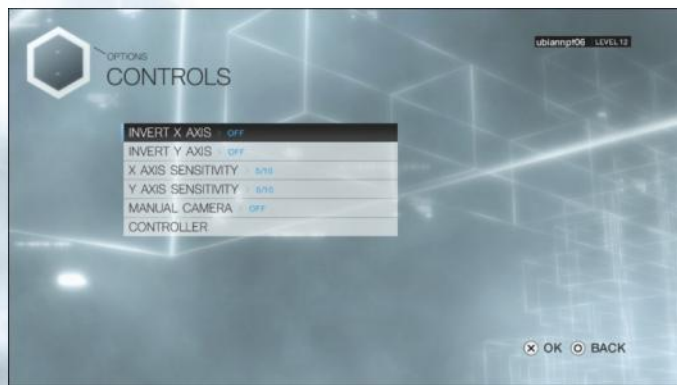 OPTIONS
CONTROLS
ubiannpt06 LEVEL 12
INVERT X AXIS OFF
INVERT Y AXIS OFF
X AXIS SENSITIVITY 5/10
Y AXIS SENSITIVITY 5/10
MANUAL CAMERA OFF
CONTROLLER
OK BACK